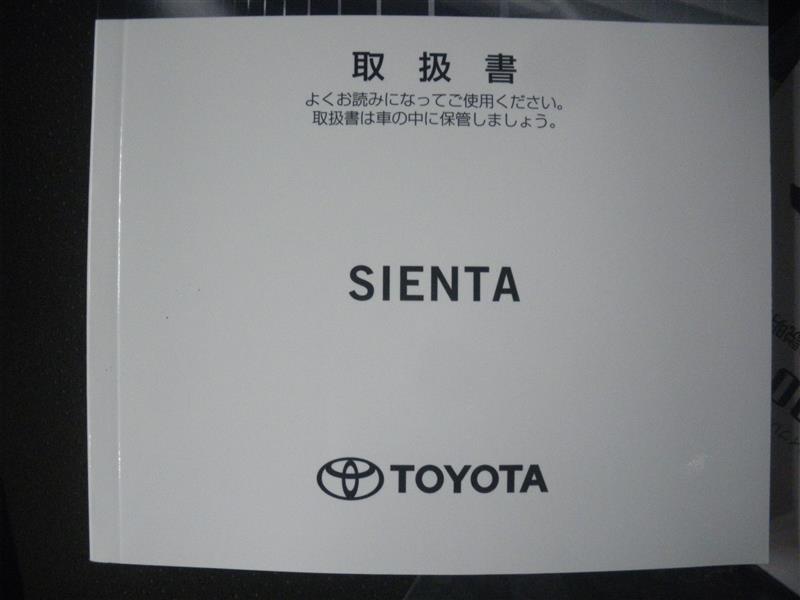 取扱書
よくお読みになってご使用ください。
取扱書は車の中に保管しましょう。
SIENTA
TOYOTA